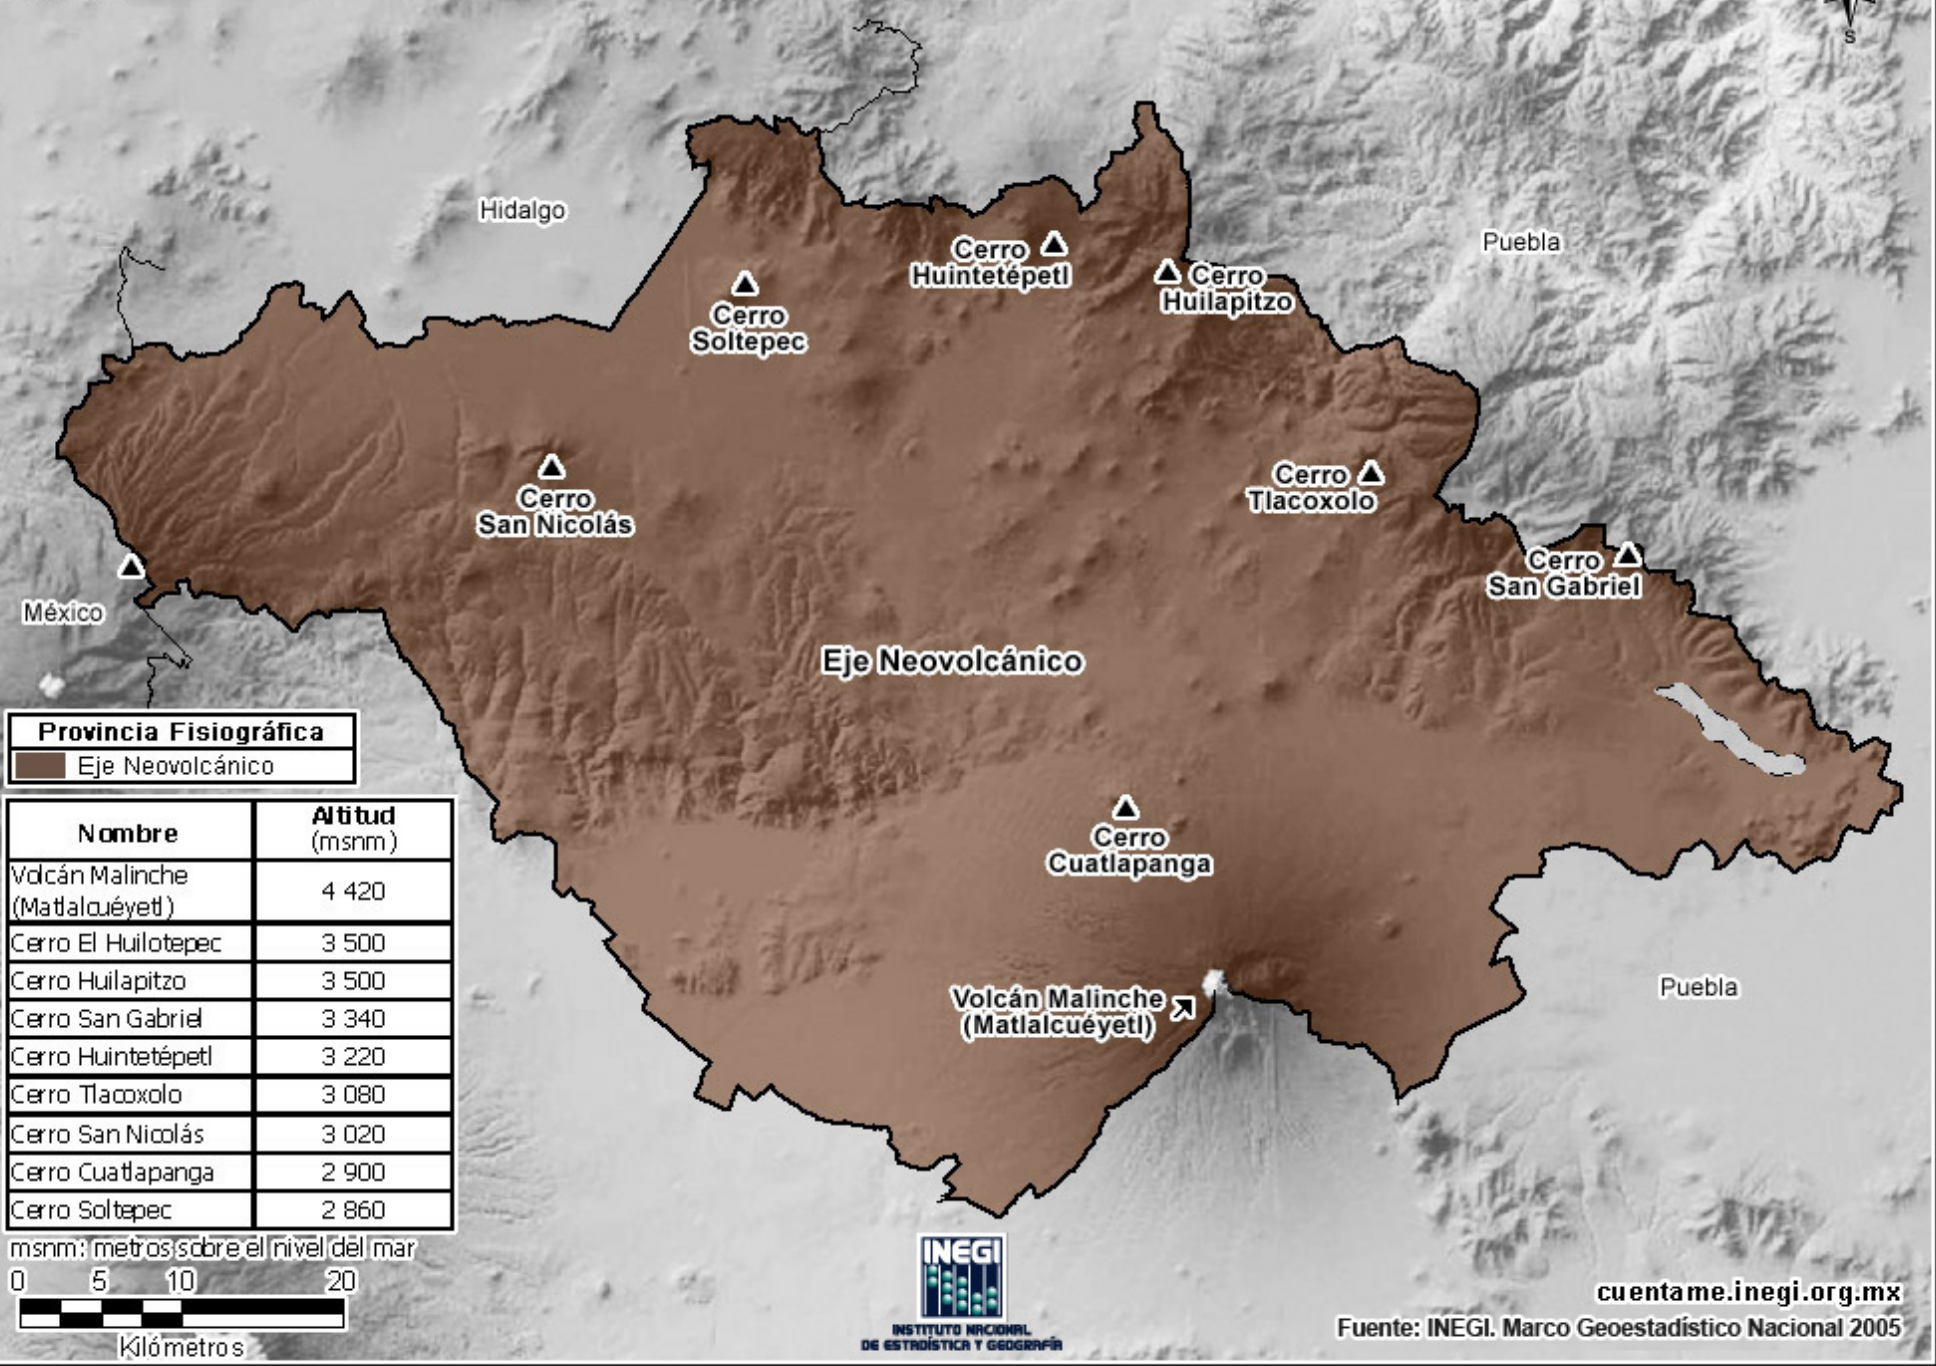 S
Hidalgo
Puebla
Cerro
Huintetépetl
Cerro
Huilapitzo
Cerro
Soltepec
Cerro
San Nicolás
Cerro
Tlacoxolo
Cerro
San Gabriel
México
Eje Neovolcánico
Cerro
Cuatlapanga
Volcán Malinche
(Matlalcuéyetl)
Puebla
Provincia Fisiográfica
Eje Neovolcánico
Nombre Altitud
(msnm)
Volcán Malinche
(Matlalcuéyetl) 4 420
Cerro El Huilotepec 3 500
Cerro Huilapitzo 3 500
Cerro San Gabriel 3 340
Cerro Huintetépetl 3 220
Cerro Tlacoxolo 3 080
Cerro San Nicolás 3 020
Cerro Cuatlapanga 2 900
Cerro Soltepec 2 860
msnm: metros sobre el nivel del mar
0 5 10 20
Kilómetros
INEGI
INSTITUTO NACIONAL
DE ESTADÍSTICA Y GEOGRAFÍA
cuentame.inegi.org.mx
Fuente: INEGI. Marco Geoestadístico Nacional 2005